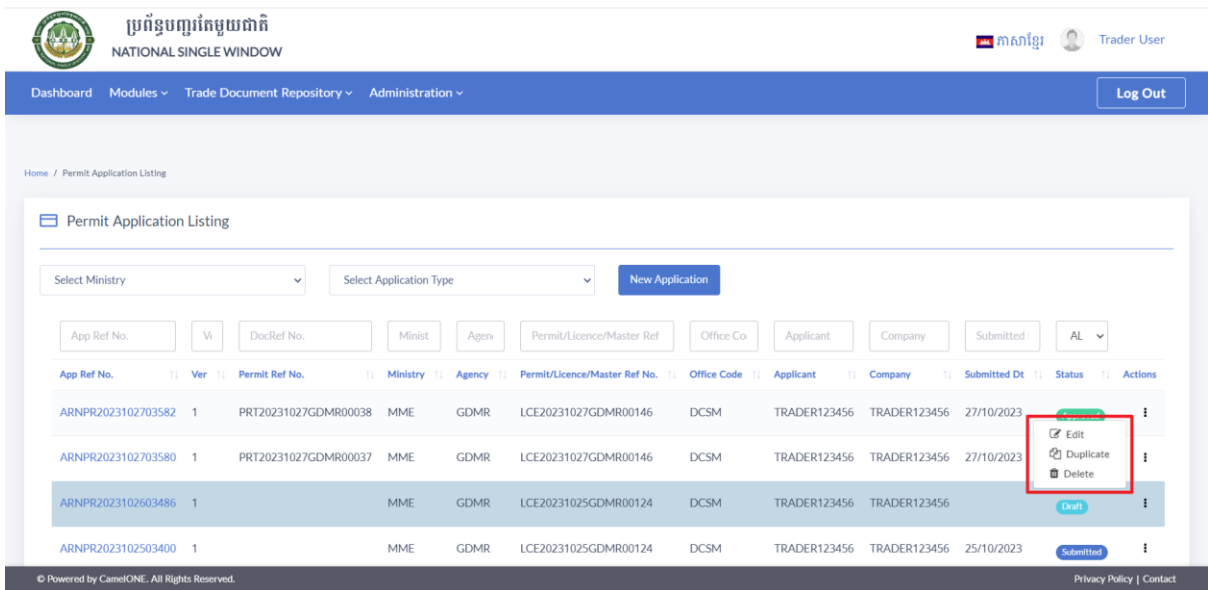 ប្រព័ន្ធបញ្ជរតែមួយជាតិ
NATIONAL SINGLE WINDOW
ភាសាខ្មែរ Trader User
Dashboard Modules Trade Document Repository Administration Log Out
Home / Permit Application Listing
Permit Application Listing
Select Ministry Select Application Type New Application
App Ref No. DocRef No. Minist Agen Permit/Licence/Master Ref Office Co Applicant Company Submitted AL
App Ref No. Ver Permit Ref No. Ministry Agency Permit/Licence/Master Ref No. Office Code Applicant Company Submitted Dt Status Actions
ARNPR2023102703582 1 PRT20231027GDMR00038 MME GDMR LCE20231027GDMR00146 DCSM TRADER123456 TRADER123456 27/10/2023
Edit
Duplicate
Delete
ARNPR2023102703580 1 PRT20231027GDMR00037 MME GDMR LCE20231027GDMR00146 DCSM TRADER123456 TRADER123456 27/10/2023
ARNPR2023102603486 1 MME GDMR LCE20231025GDMR00124 DCSM TRADER123456 TRADER123456 Draft
ARNPR2023102503400 1 MME GDMR LCE20231025GDMR00124 DCSM TRADER123456 TRADER123456 25/10/2023 Submitted
© Powered by CamelONE. All Rights Reserved. Privacy Policy | Contact